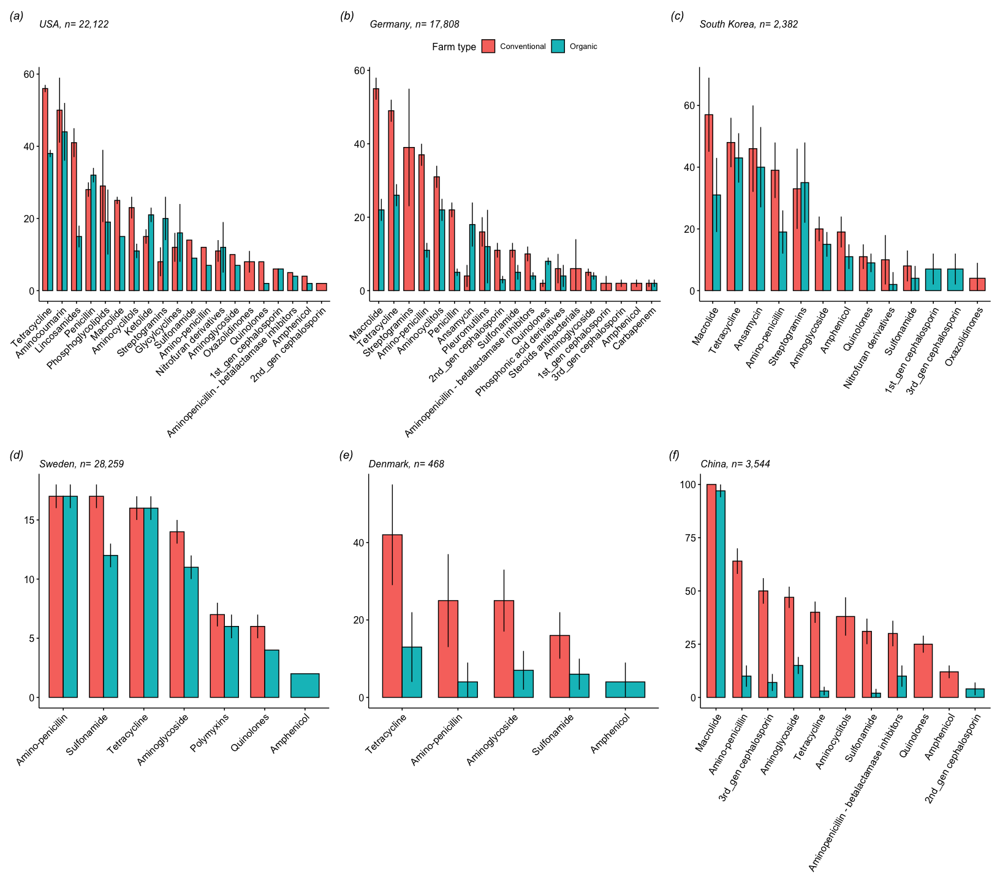 (a)
USA, n= 22,122
(b)
Germany, n= 17,808
(c)
South Korea, n= 2,382
Farm type
Conventional
Organic
60
40
20
0
Tetracycline
Aminocoumarin
Lincosamides
Penicillin
Phosphoglycolipids
Macrolide
Aminocyclitols
Ketolide
Streptogramins
Glycylcyclines
Sulfonamide
Amino-penicillin
Nitrofuran derivatives
Aminoglycoside
Oxazolidinones
Quinolones
1st_gen cephalosporin
Aminopenicillin - betalactamase inhibitors
Amphenicol
2nd_gen cephalosporin
60
40
20
0
Macrolide
Tetracycline
Streptogramins
Amino-penicillin
Aminocyclitols
Penicillin
Ansamycin
Pleuromutilins
2nd_gen cephalosporin
Sulfonamide
Aminopenicillin - betalactamase inhibitors
Quinolones
Phosphonic acid derivatives
Steroids antibacterials
Aminoglycoside
1st_gen cephalosporin
3rd_gen cephalosporin
Amphenicol
Carbapenem
60
40
20
0
Macrolide
Tetracycline
Ansamycin
Amino-penicillin
Streptogramins
Aminoglycoside
Amphenicol
Quinolones
Nitrofuran derivatives
Sulfonamide
1st_gen cephalosporin
3rd_gen cephalosporin
Oxazolidinones
(d)
Sweden, n= 28,259
15
10
5
0
Amino-penicillin
Sulfonamide
Tetracycline
Aminoglycoside
Polymyxins
Quinolones
Amphenicol
(e)
Denmark, n= 468
40
20
0
Tetracycline
Amino-penicillin
Aminoglycoside
Sulfonamide
Amphenicol
(f)
China, n= 3,544
100
75
50
25
0
Macrolide
Amino-penicillin
3rd_gen cephalosporin
Aminoglycoside
Tetracycline
Aminocyclitols
Sulfonamide
Aminopenicillin - betalactamase inhibitors
Quinolones
Amphenicol
2nd_gen cephalosporin